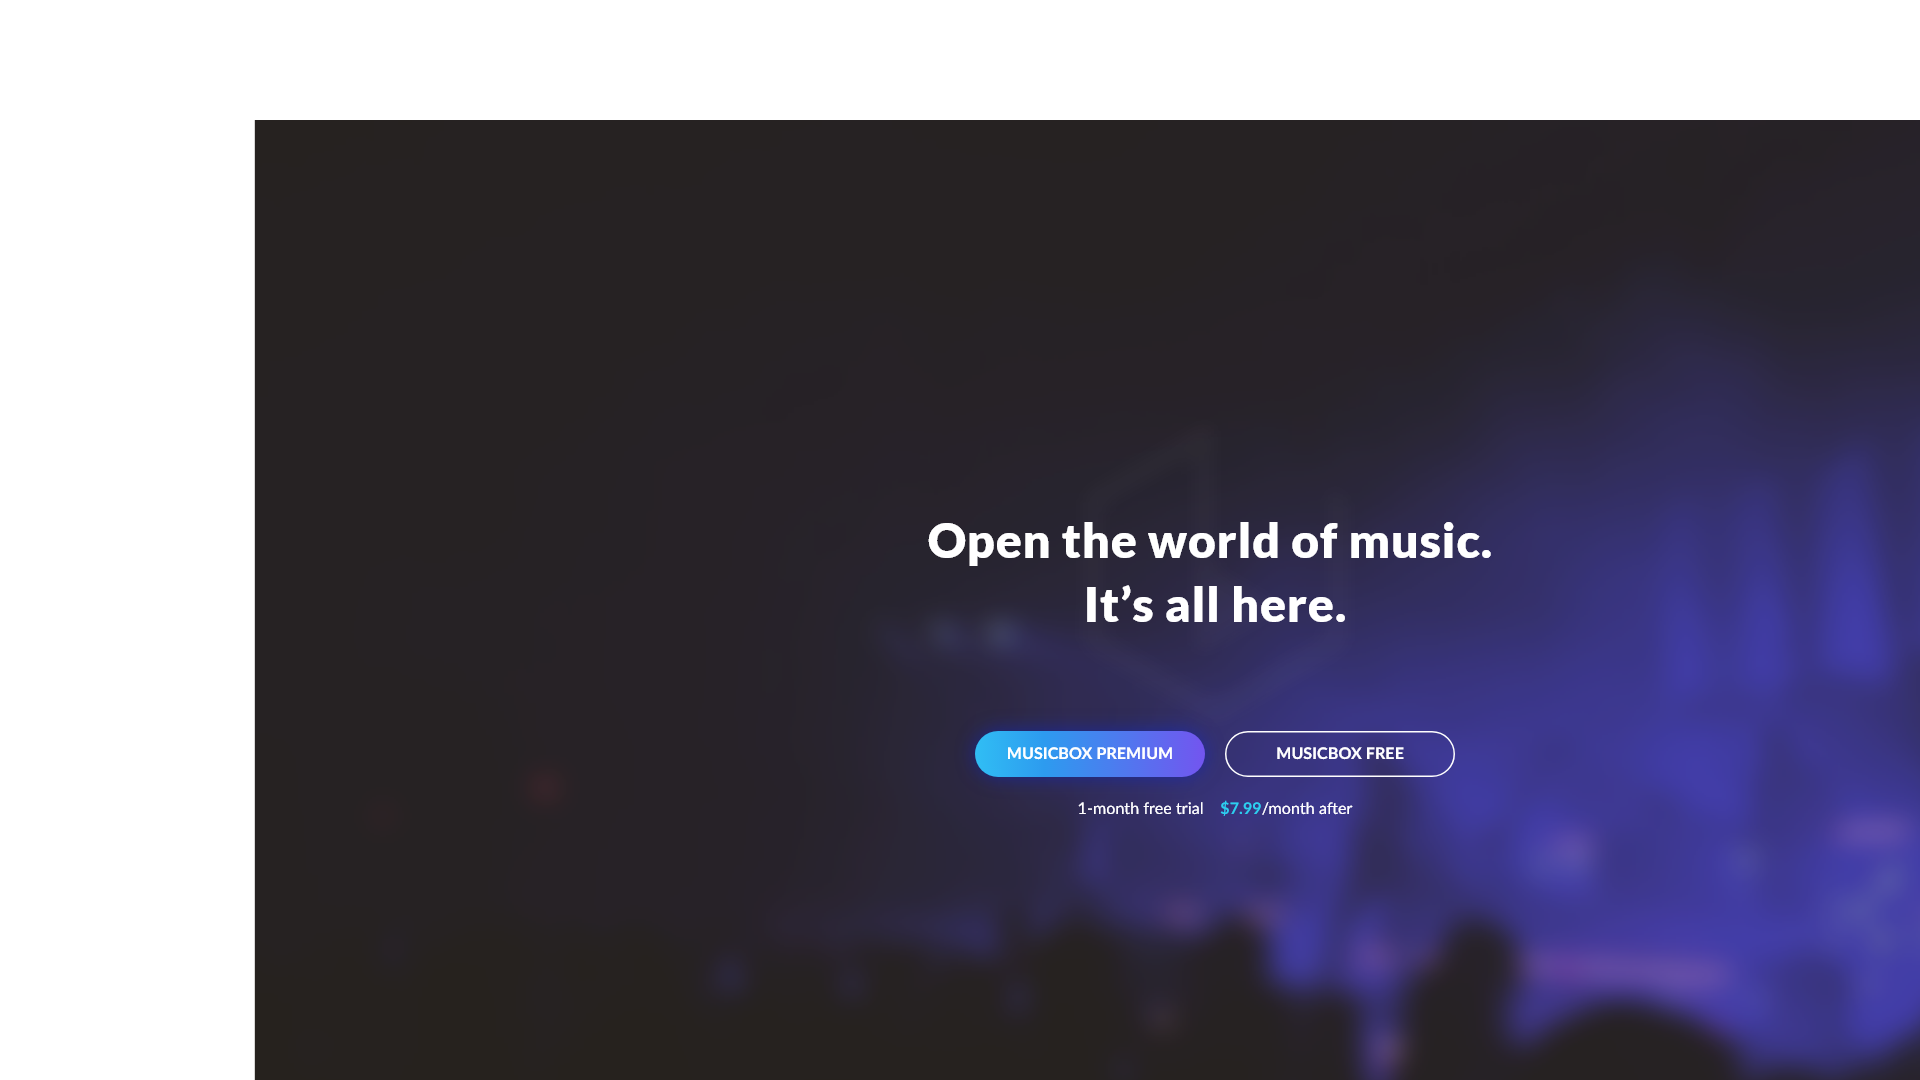 Open the world of music.
It’s all here.
MUSICBOX PREMIUM
MUSICBOX FREE
1-month free trial $7.99/month after